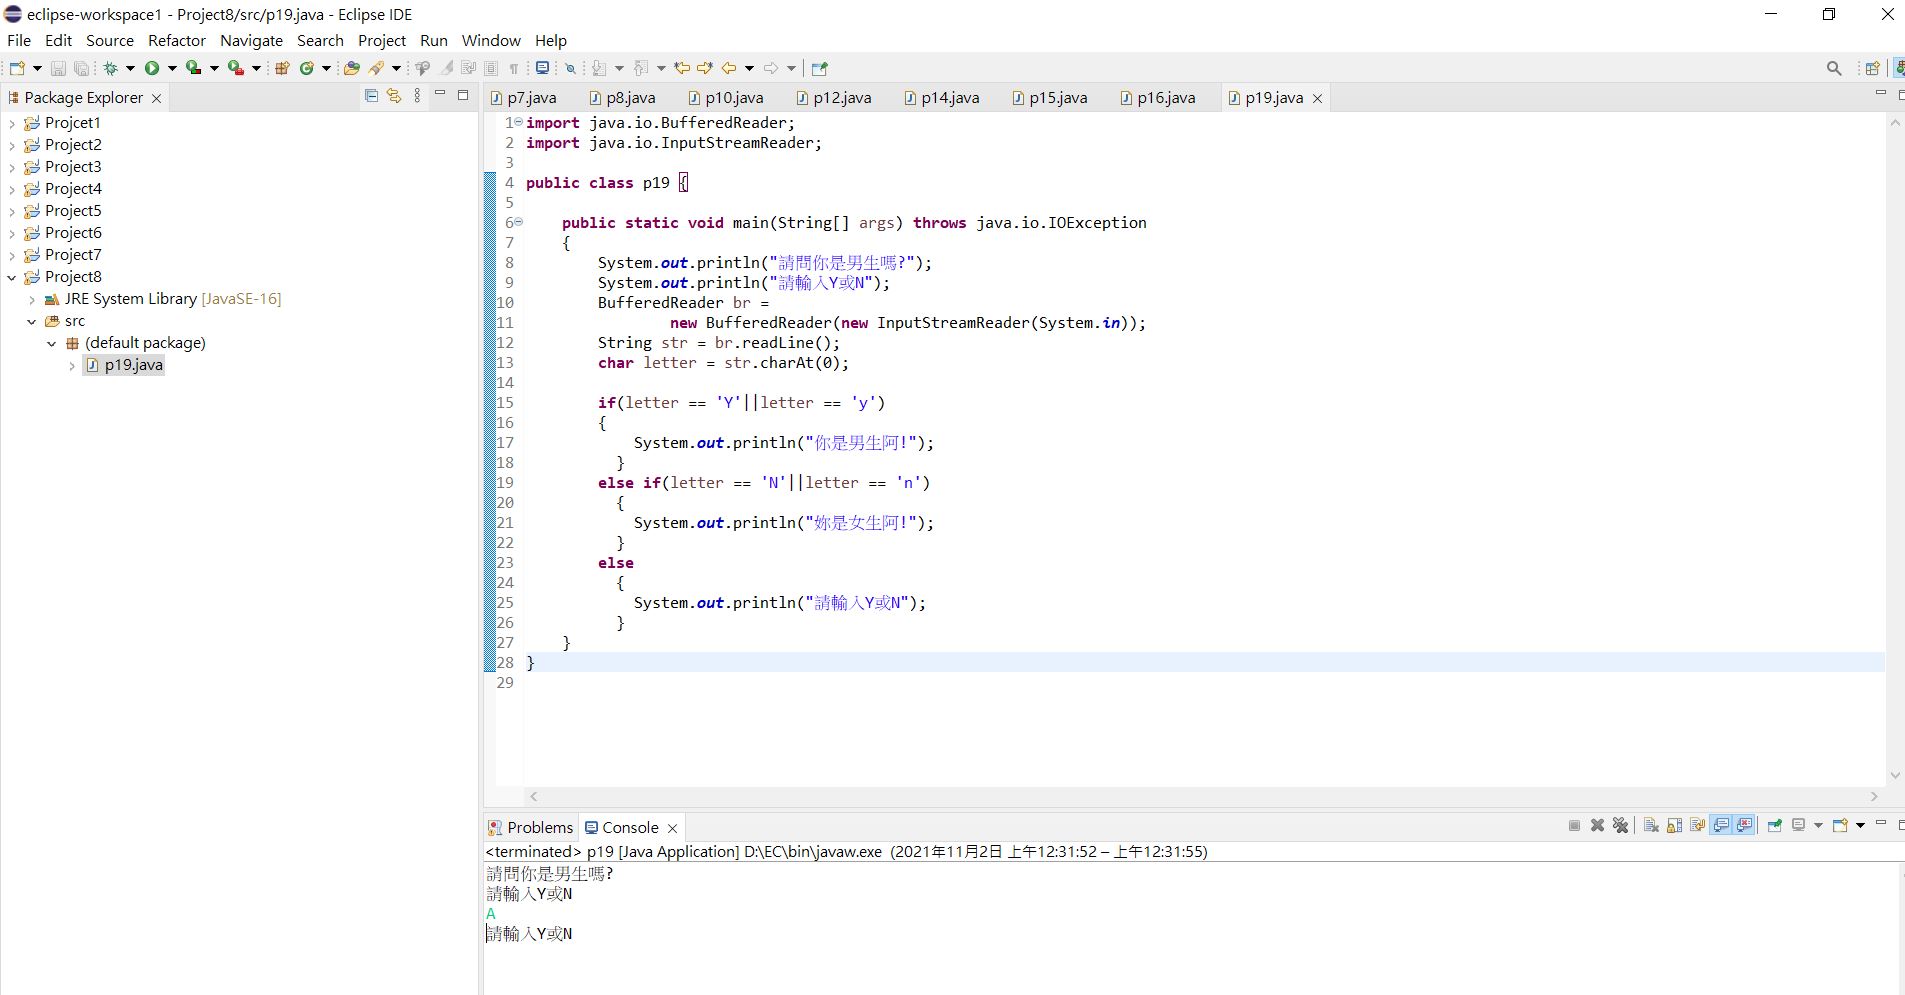 eclipse-workspace1 - Project8/src/p19.java - Eclipse IDE
File Edit Source Refactor Navigate Search Project Run Window Help
Package Explorer
Projcet1
Project2
Project3
Project4
Project5
Project6
Project7
Project8
JRE System Library [JavaSE-16]
src
(default package)
p19.java
p7.java p8.java p10.java p12.java p14.java p15.java p16.java p19.java
1 import java.io.BufferedReader;
2 import java.io.InputStreamReader;
3
4 public class p19 {
5
6     public static void main(String[] args) throws java.io.IOException
7     {
8         System.out.println("請問你是男生嗎?");
9         System.out.println("請輸入Y或N");
10         BufferedReader br =
11                 new BufferedReader(new InputStreamReader(System.in));
12         String str = br.readLine();
13         char letter = str.charAt(0);
14
15         if(letter == 'Y'||letter == 'y')
16         {
17             System.out.println("你是男生阿!");
18           }
19         else if(letter == 'N'||letter == 'n')
20           {
21             System.out.println("妳是女生阿!");
22           }
23         else
24           {
25             System.out.println("請輸入Y或N");
26           }
27     }
28 }
29
Problems Console
<terminated> p19 [Java Application] D:\EC\bin\javaw.exe (2021年11月2日 上午12:31:52 – 上午12:31:55)
請問你是男生嗎?
請輸入Y或N
A
請輸入Y或N